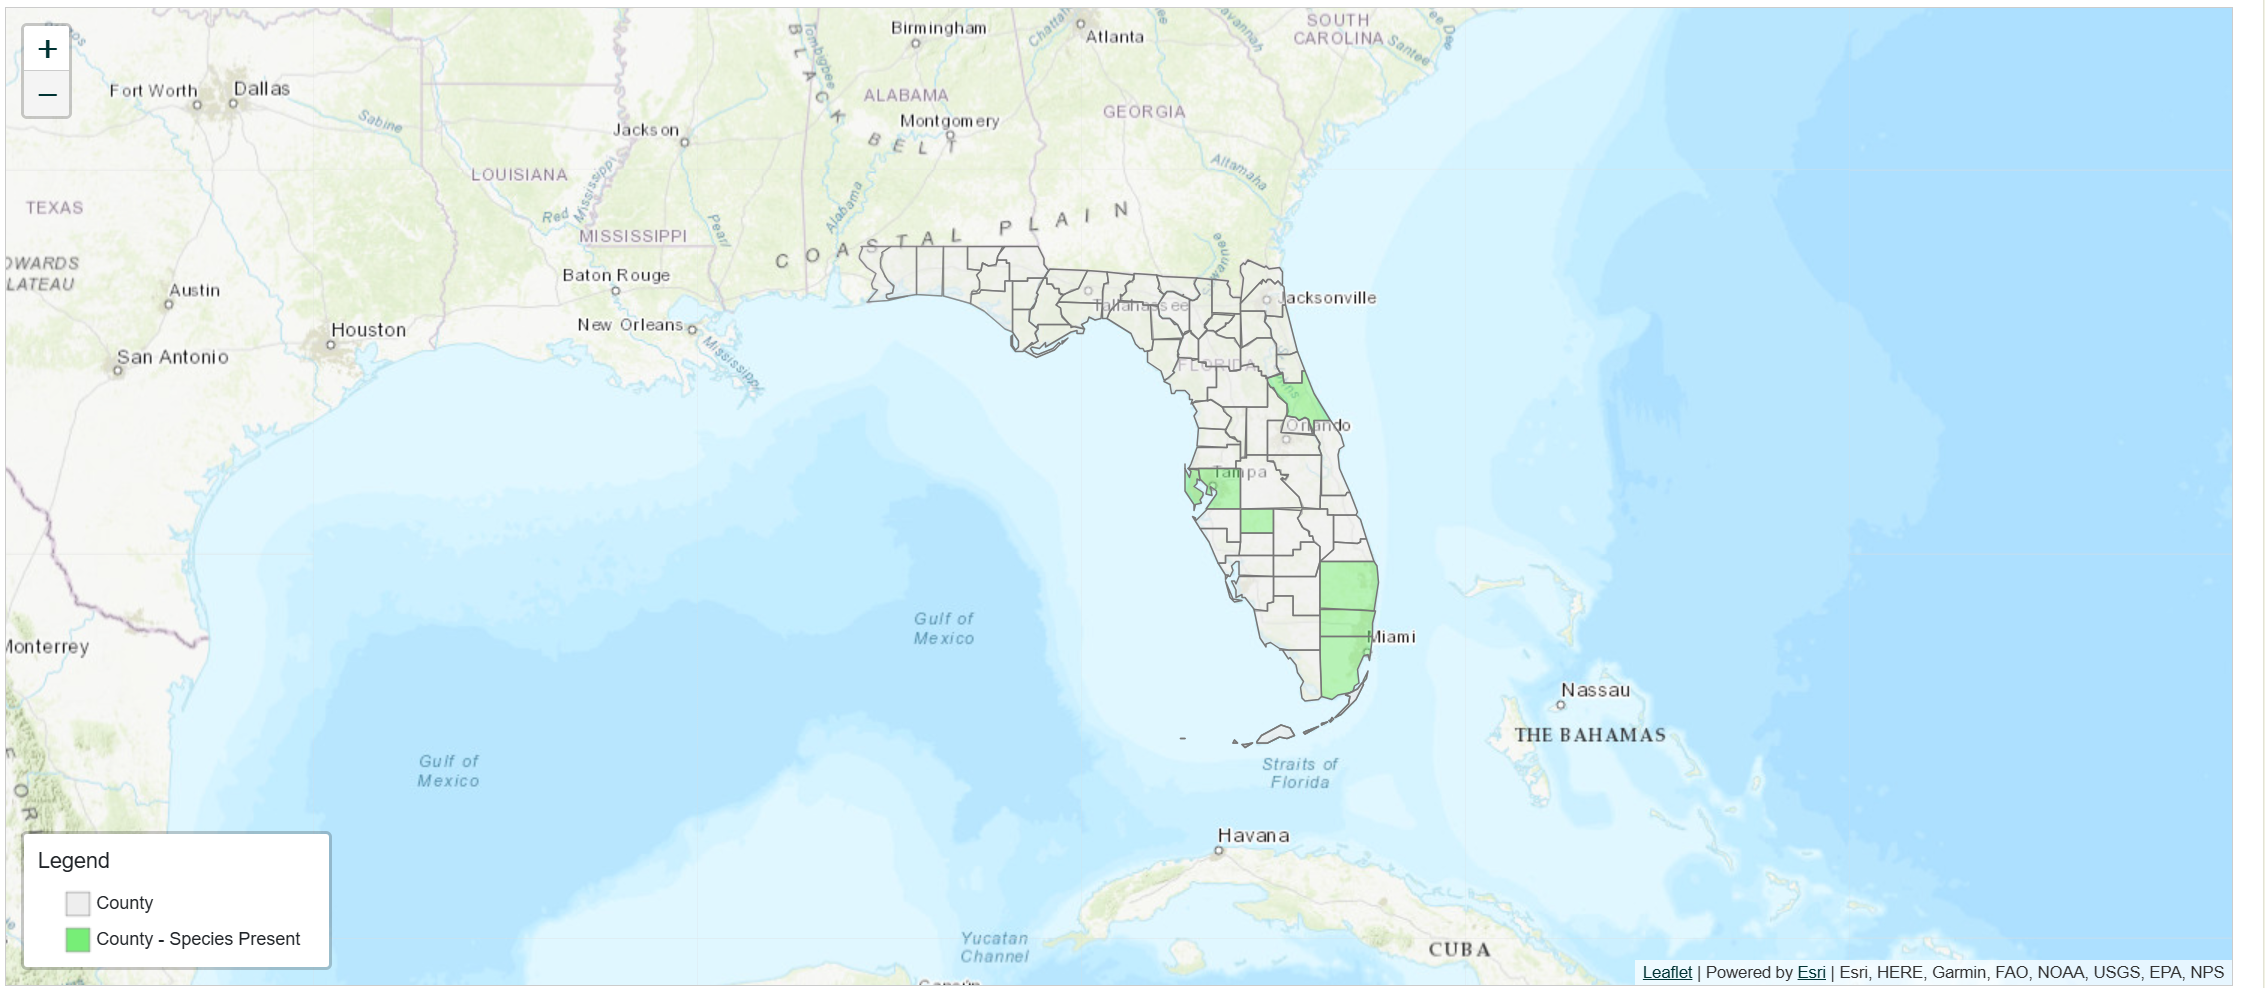 +
−
Birmingham
Atlanta
SOUTH
CAROLINA
Santee
Savannah
Fort Worth
Dallas
Sabine
Tombigbee
BLACK BELT
ALABAMA
Montgomery
GEORGIA
Altamaha
Jackson
LOUISIANA
Mississippi
Red
TEXAS
MISSISSIPPI
Pearl
Alabama
COASTAL PLAIN
Suwanee
Baton Rouge
Austin
New Orleans
Mississippi
Houston
San Antonio
Tallahassee
Jacksonville
FLORIDA
Orlando
Tampa
Miami
Monterrey
Gulf of
Mexico
Gulf of
Mexico
Nassau
THE BAHAMAS
Straits of
Florida
Havana
Yucatan
Channel
CUBA
Legend
County
County - Species Present
Leaflet | Powered by Esri | Esri, HERE, Garmin, FAO, NOAA, USGS, EPA, NPS